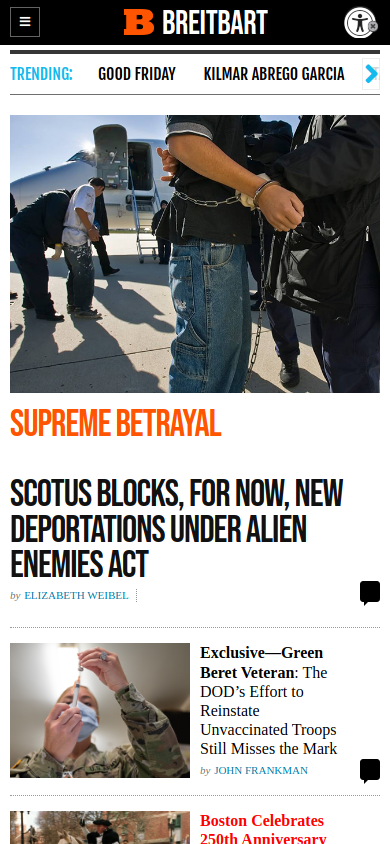 BREITBART
TRENDING: GOOD FRIDAY KILMAR ABREGO GARCIA
SUPREME BETRAYAL
SCOTUS BLOCKS, FOR NOW, NEW
DEPORTATIONS UNDER ALIEN
ENEMIES ACT
by ELIZABETH WEIBEL
Exclusive—Green
Beret Veteran: The
DOD’s Effort to
Reinstate
Unvaccinated Troops
Still Misses the Mark
by JOHN FRANKMAN
Boston Celebrates
250th Anniversary